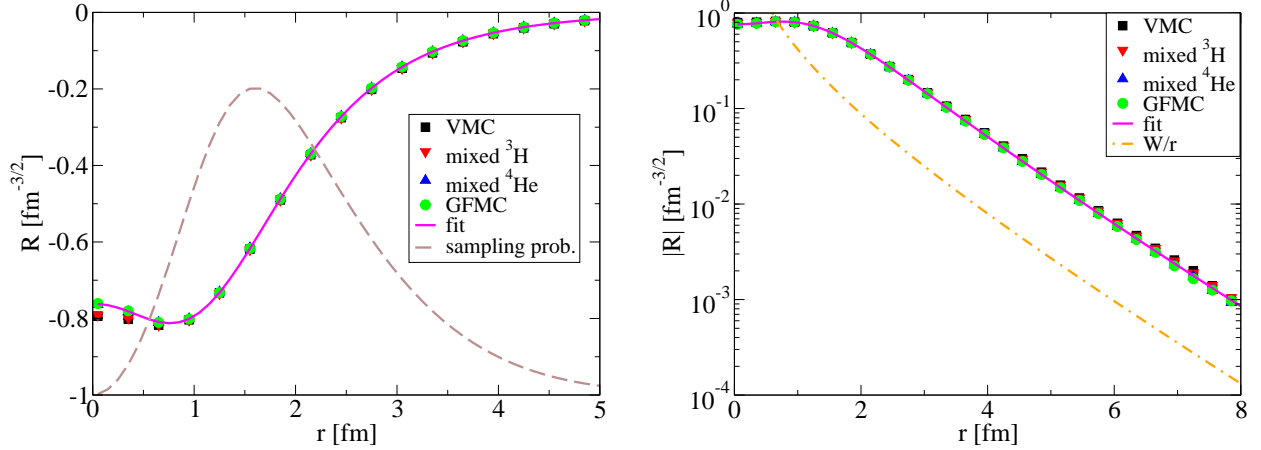 0
-0.2
-0.4
-0.6
-0.8
-1
R [fm^-3/2]
0 1 2 3 4 5
r [fm]
VMC
mixed ^3H
mixed ^4He
GFMC
fit
sampling prob.
10^0
10^-1
10^-2
10^-3
10^-4
|R| [fm^-3/2]
0 2 4 6 8
r [fm]
VMC
mixed ^3H
mixed ^4He
GFMC
fit
W/r